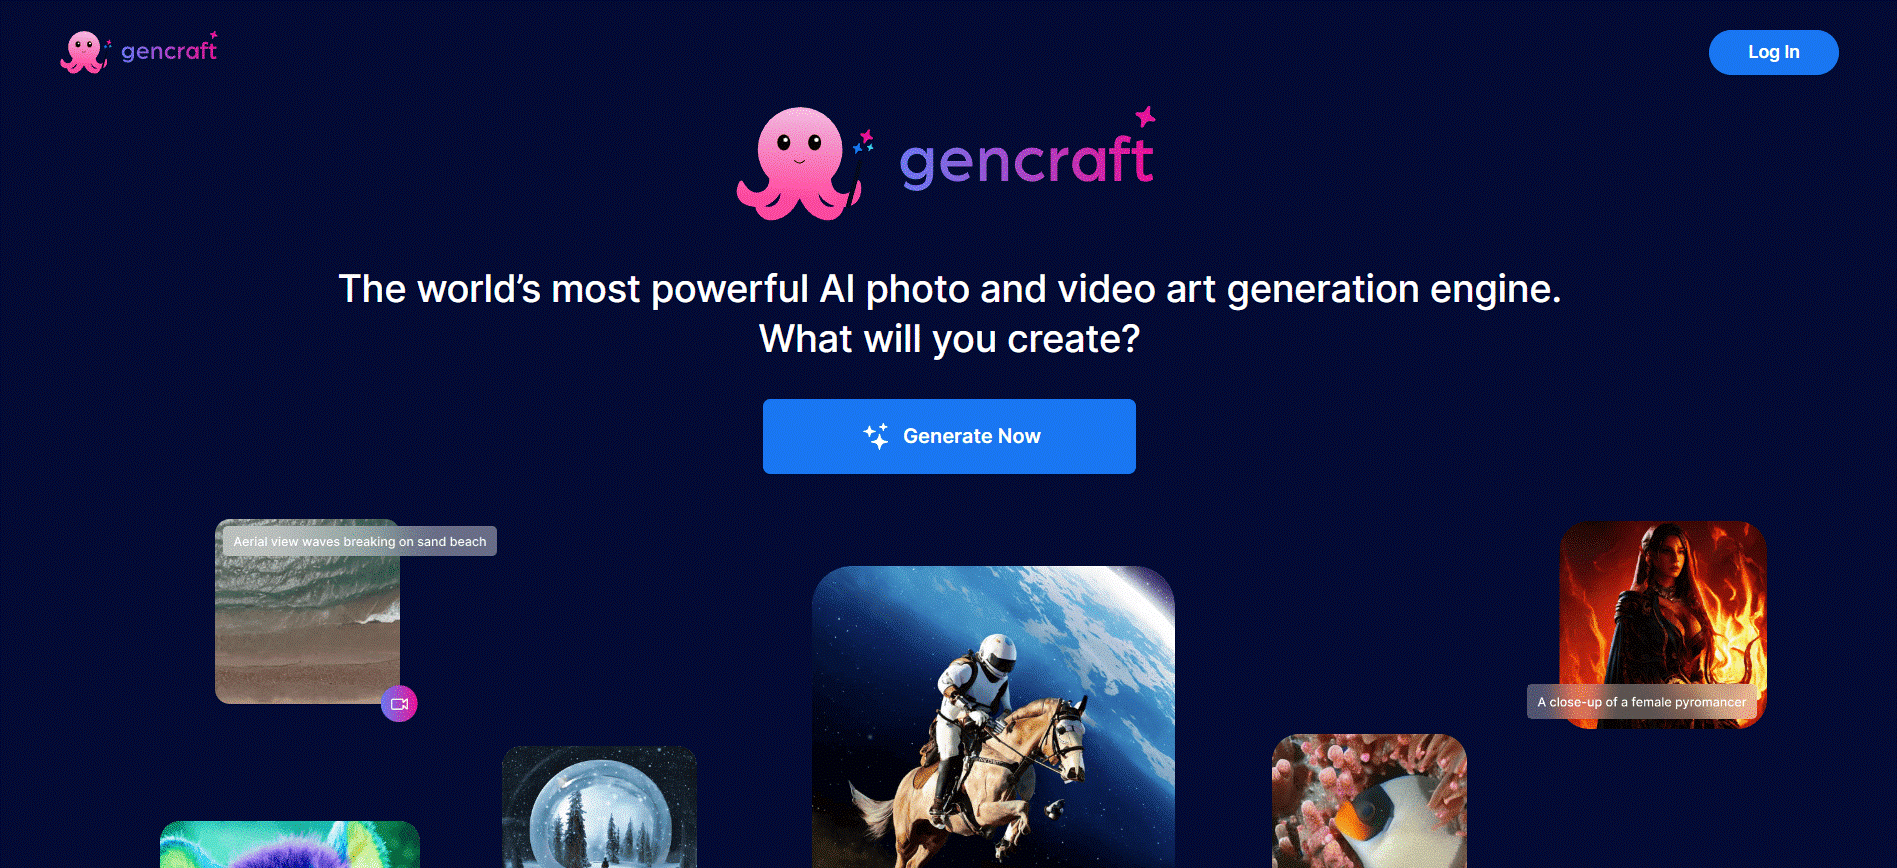 gencraft
Log In
gencraft
The world’s most powerful AI photo and video art generation engine.
What will you create?
Generate Now
Aerial view waves breaking on sand beach
A close-up of a female pyromancer